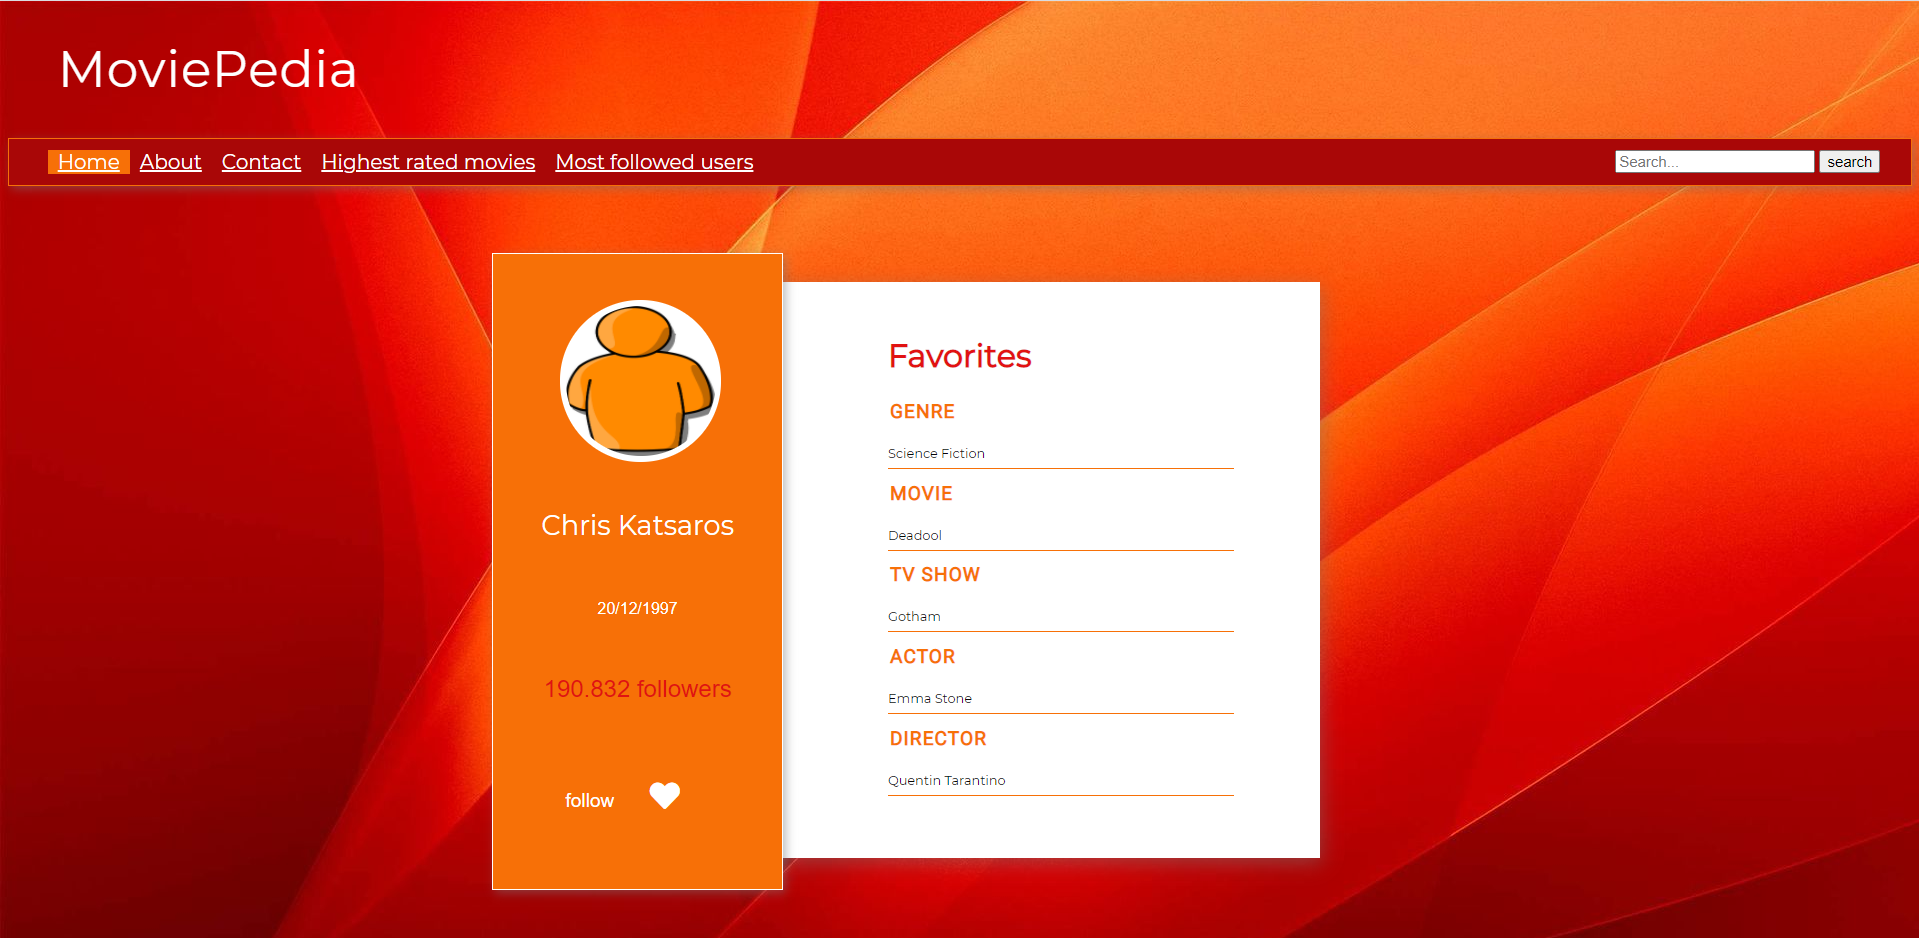 MoviePedia
Home About Contact Highest rated movies Most followed users Search... search
Chris Katsaros
20/12/1997
190.832 followers
follow
Favorites
GENRE
Science Fiction
MOVIE
Deadool
TV SHOW
Gotham
ACTOR
Emma Stone
DIRECTOR
Quentin Tarantino